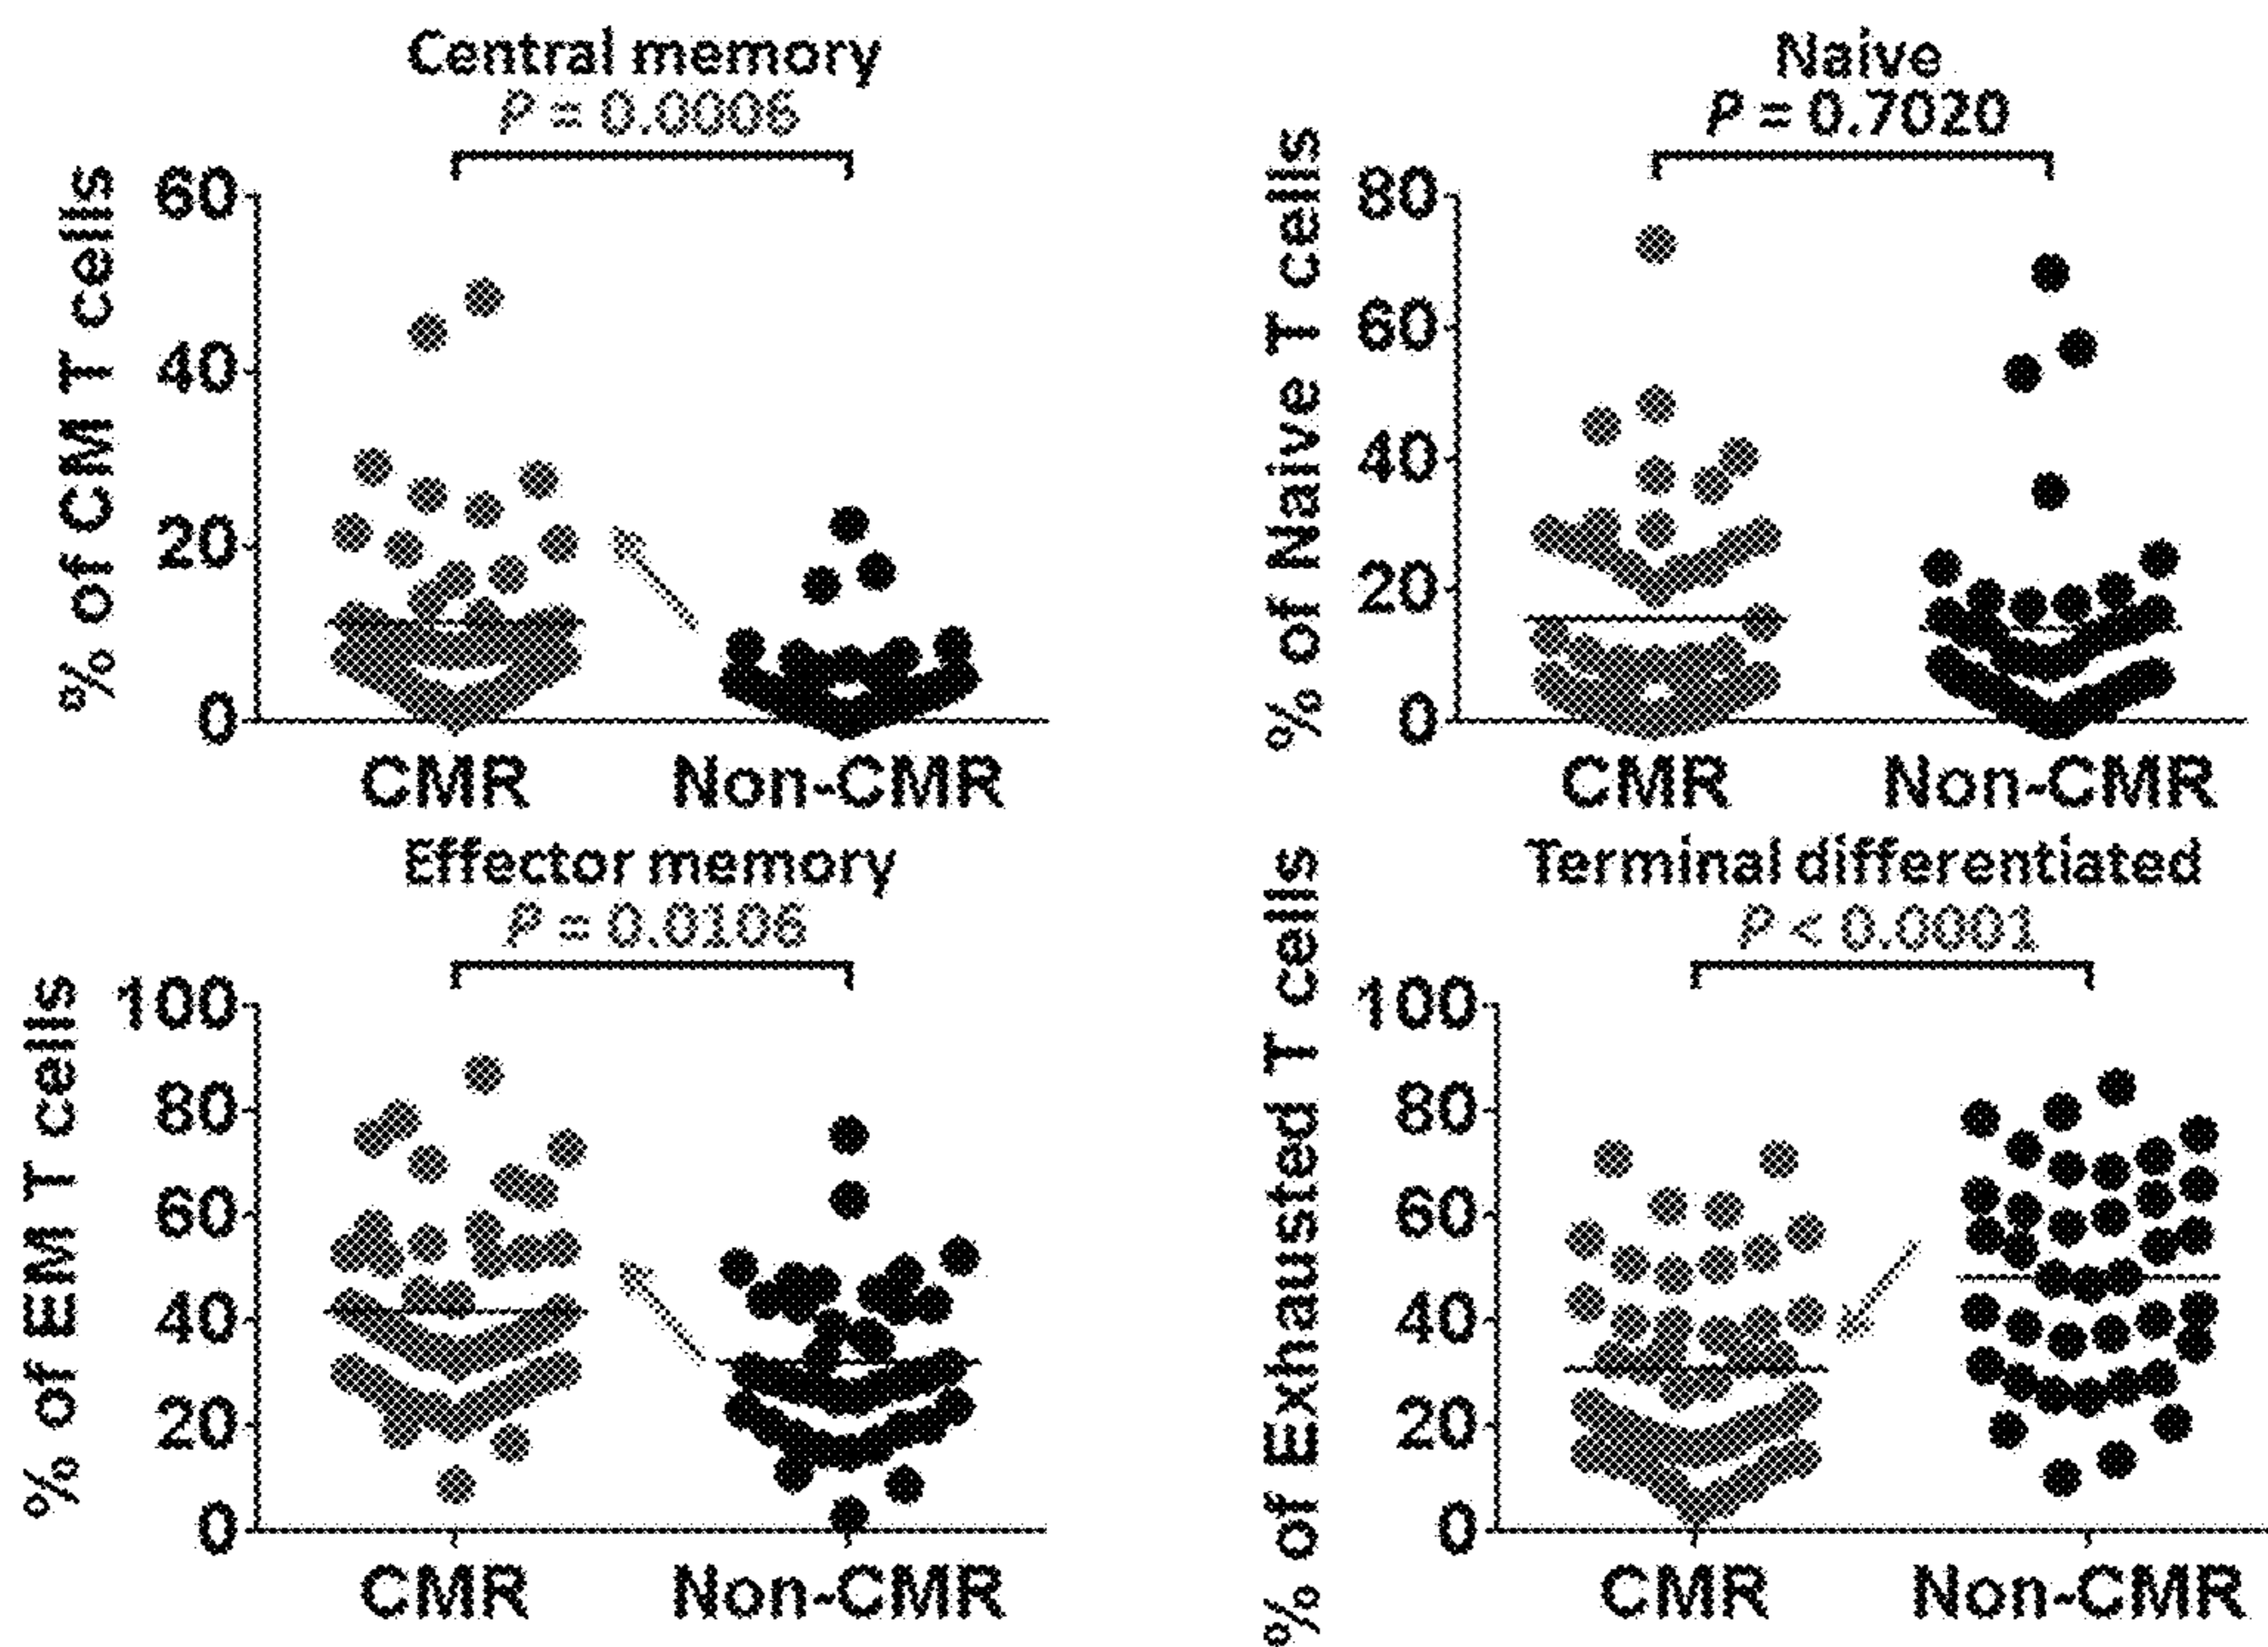 Central memory
P = 0.0006
% of CM T cells
60
40
20
0
CMR Non-CMR
Naive
P = 0.7020
% of Naive T cells
80
60
40
20
0
CMR Non-CMR
Effector memory
P = 0.0106
% of EM T cells
100
80
60
40
20
0
CMR Non-CMR
Terminal differentiated
P < 0.0001
% of Exhausted T cells
100
80
60
40
20
0
CMR Non-CMR